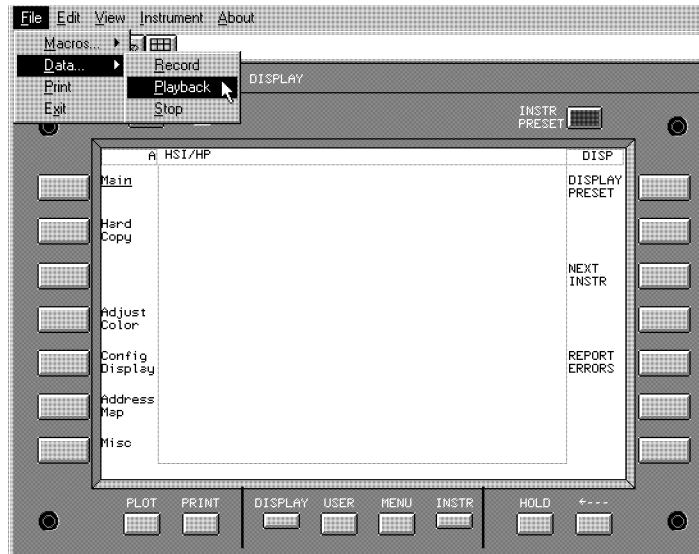 File Edit View Instrument About
Macros...
Data...
Print
Exit
Record
Playback
Stop
DISPLAY
INSTR
PRESET
A HSI/HP
DISP
Main
Hard
Copy
Adjust
Color
Config
Display
Address
Map
Misc
DISPLAY
PRESET
NEXT
INSTR
REPORT
ERRORS
PLOT PRINT DISPLAY USER MENU INSTR HOLD <---